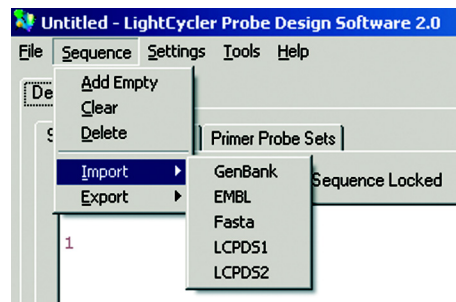 Untitled - LightCycler Probe Design Software 2.0
File Sequence Settings Tools Help
De
Add Empty
Clear
Delete
Import
Export
S
Primer Probe Sets
GenBank
EMBL
Fasta
LCPDS1
LCPDS2
Sequence Locked
1